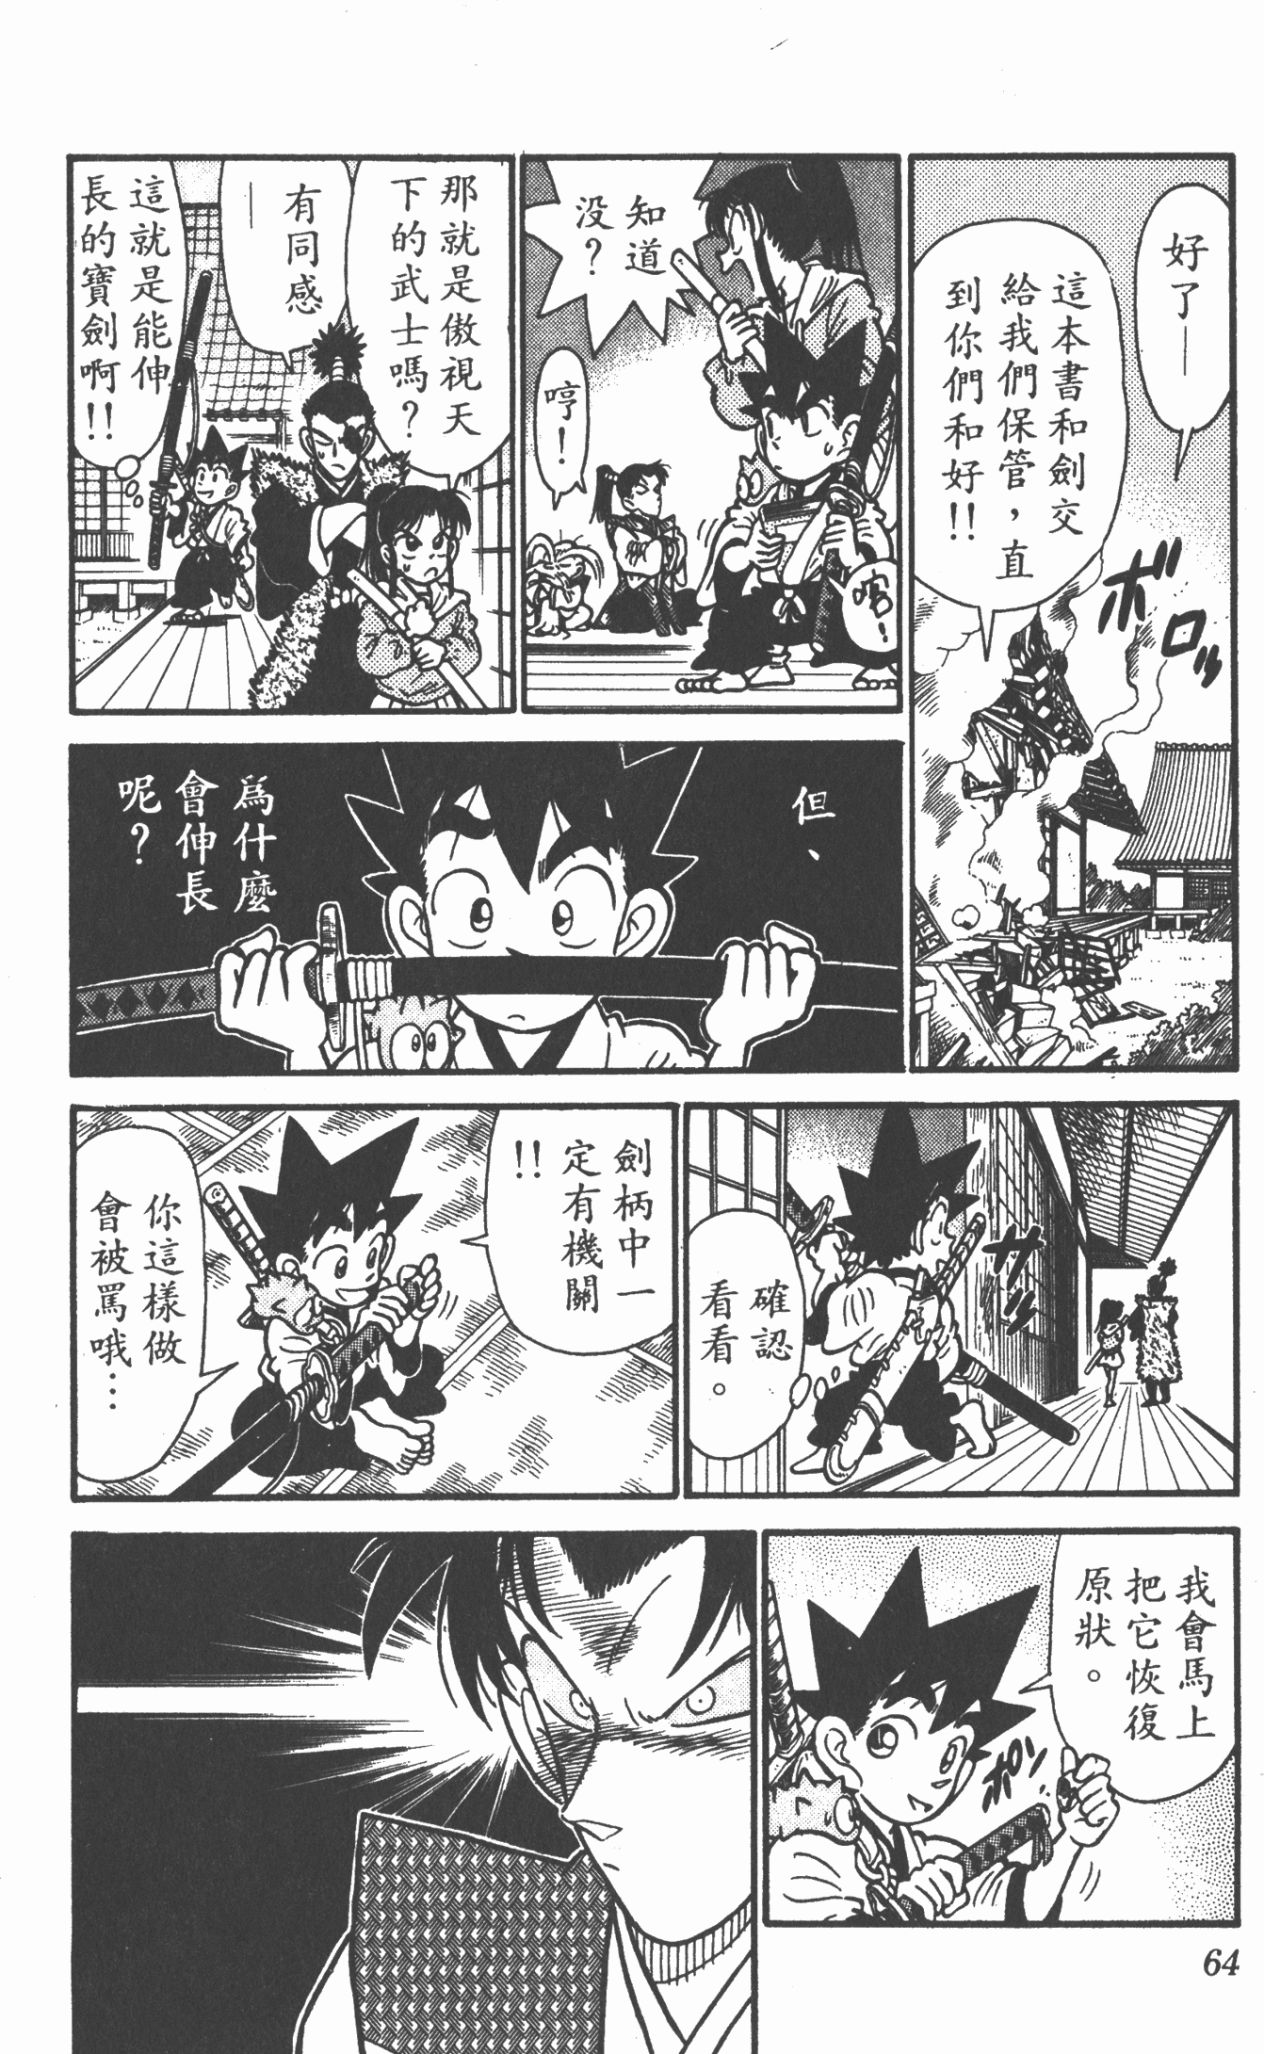 好了—
這本書和劍交
給我們保管，直
到你們和好!!
ボロッ
知道
没？
哼！
那就是傲視天
下的武士嗎？
有同感
—
這就是能伸
長的寶劍啊!!
但、
爲什麼
會伸長
呢？
サッ
確認
看看。
劍柄中一
定有機關
!!
你這樣做
會被罵哦…
我會馬上
把它恢復
原狀。
ポン
64